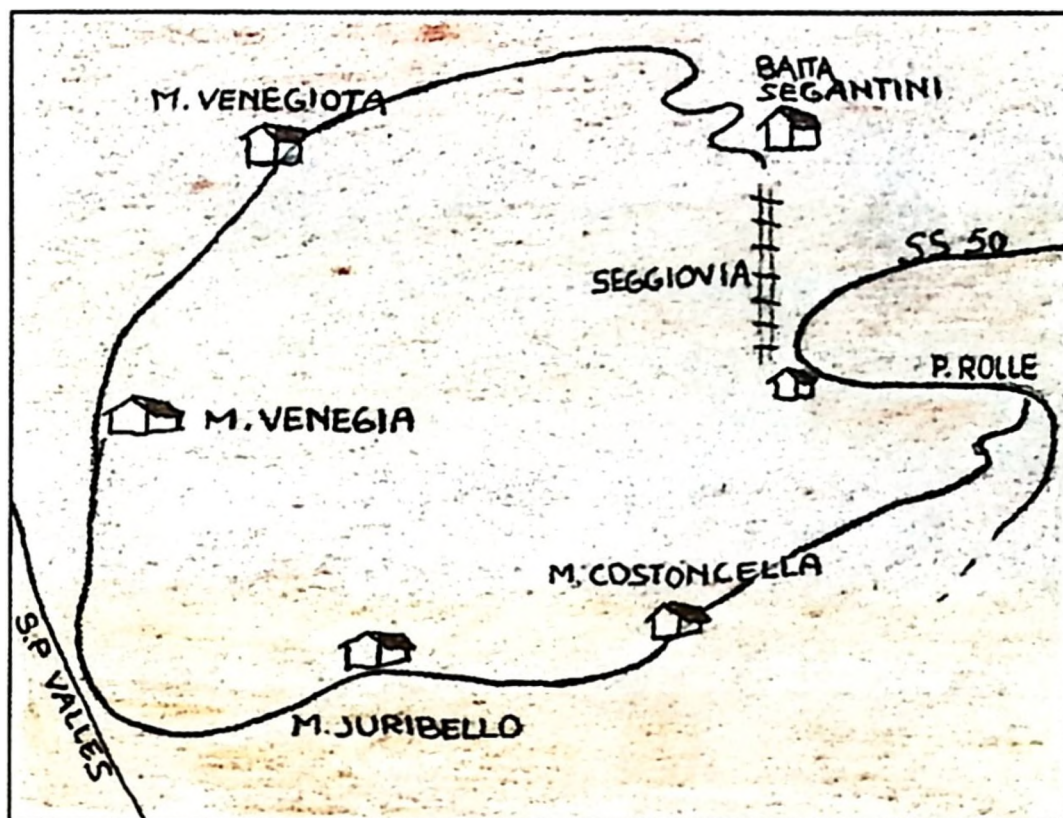 BAITA
SEGANTINI
M. VENEGIOTA
SS 50
SEGGIOVIA
P. ROLLE
M. VENEGIA
M. COSTONCELLA
S.P VALLES
M. JURIBELLO